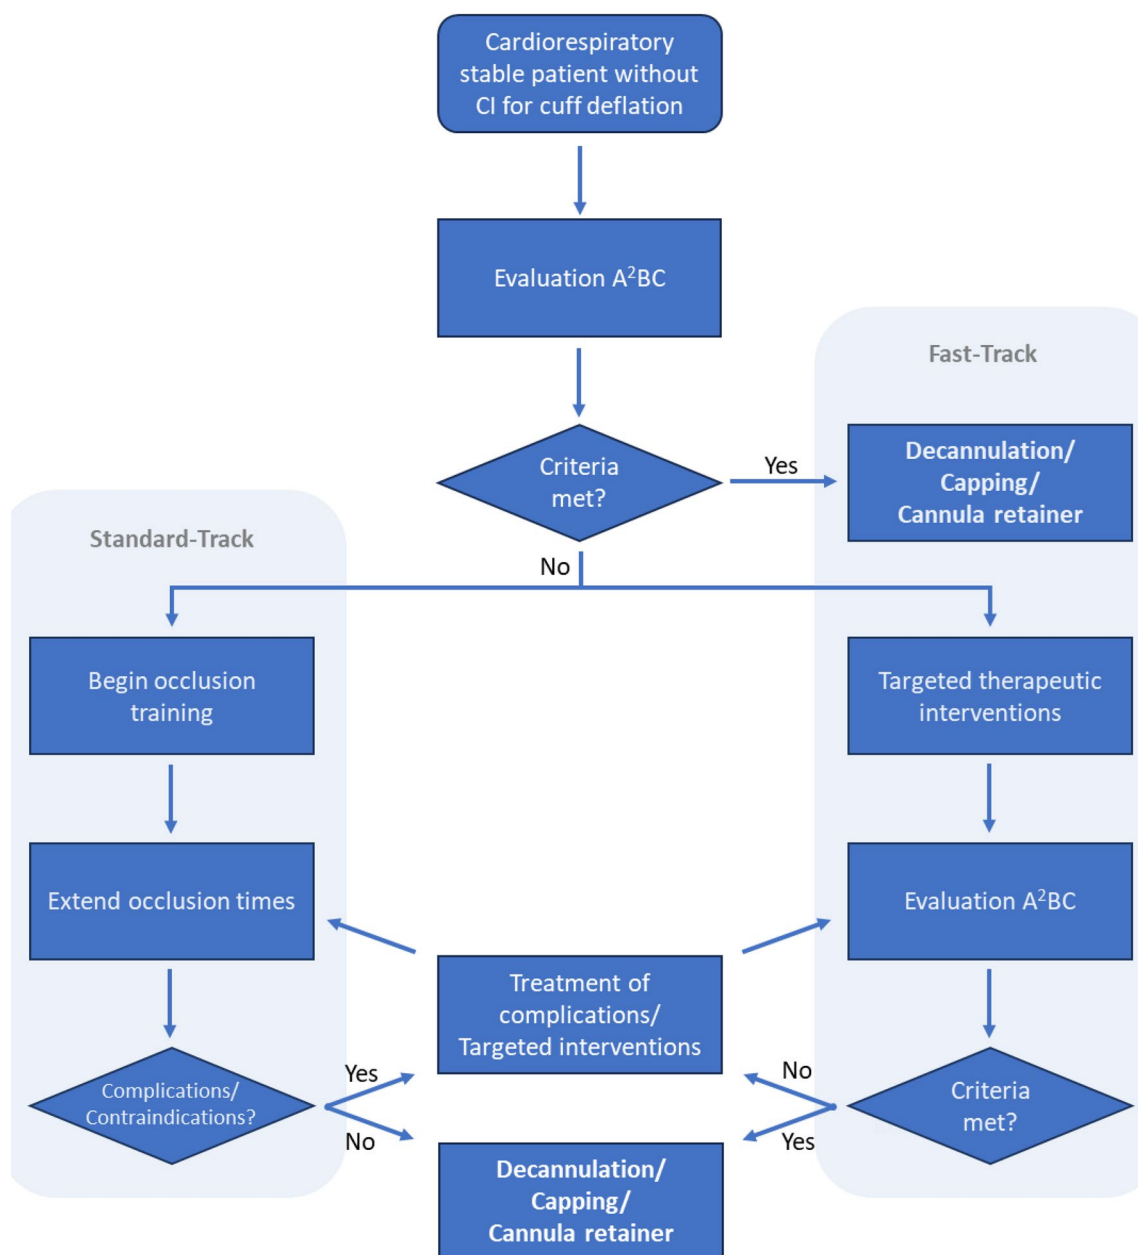 Cardiorespiratory
stable patient without
CI for cuff deflation
Evaluation A²BC
Fast-Track
Criteria
met?
Yes
Decannulation/
Capping/
Cannula retainer
Standard-Track
No
Begin occlusion
training
Targeted therapeutic
interventions
Extend occlusion times
Evaluation A²BC
Treatment of
complications/
Targeted interventions
Complications/
Contraindications?
Yes
No
No
Yes
Criteria
met?
Decannulation/
Capping/
Cannula retainer